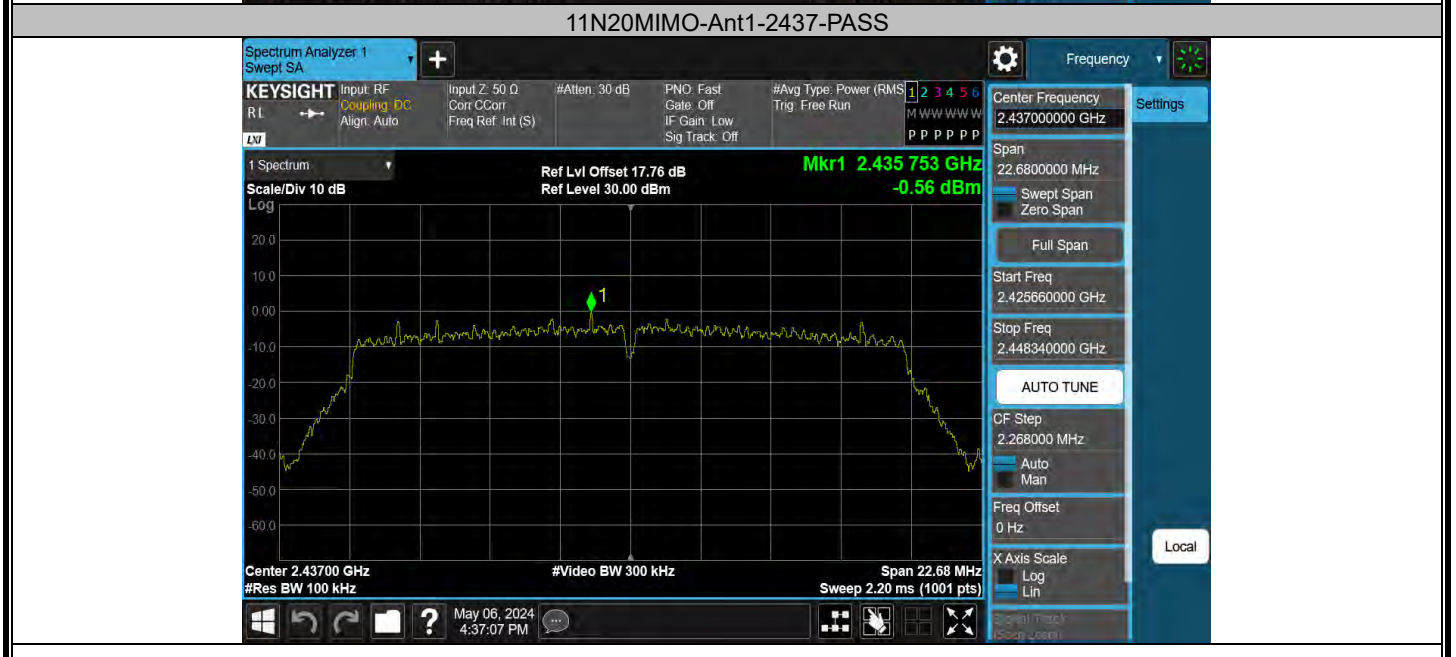 11N20MIMO-Ant1-2437-PASS
Spectrum Analyzer 1
Swept SA
Frequency
KEYSIGHT
RL
LXI
Input: RF
Coupling: DC
Align: Auto
Input Z: 50 Ω
Corr CCorr
Freq Ref: Int (S)
#Atten: 30 dB
PNO: Fast
Gate: Off
IF Gain: Low
Sig Track: Off
#Avg Type: Power (RMS
Trig: Free Run
1 2 3 4 5 6
M W W W W W
P P P P P P
Center Frequency
2.437000000 GHz
Settings
Span
22.6800000 MHz
Swept Span
Zero Span
Full Span
Start Freq
2.425660000 GHz
Stop Freq
2.448340000 GHz
AUTO TUNE
CF Step
2.268000 MHz
Auto
Man
Freq Offset
0 Hz
X Axis Scale
Log
Lin
Local
1 Spectrum
Scale/Div 10 dB
Log
Ref Lvl Offset 17.76 dB
Ref Level 30.00 dBm
Mkr1 2.435 753 GHz
-0.56 dBm
20.0
10.0
0.00
-10.0
-20.0
-30.0
-40.0
-50.0
-60.0
1
Center 2.43700 GHz
#Res BW 100 kHz
#Video BW 300 kHz
Span 22.68 MHz
Sweep 2.20 ms (1001 pts)
?
May 06, 2024
4:37:07 PM